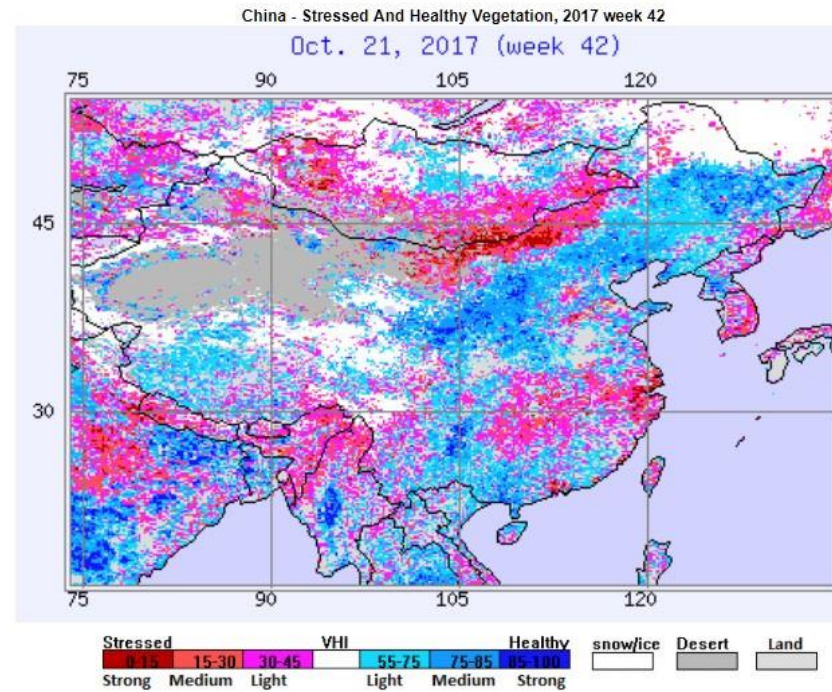 China - Stressed And Healthy Vegetation, 2017 week 42
Oct. 21, 2017 (week 42)
75 90 105 120
45
30
75 90 105 120
Stressed VHI Healthy snow/ice Desert Land
0-15 15-30 30-45 55-75 75-85 85-100
Strong Medium Light Light Medium Strong